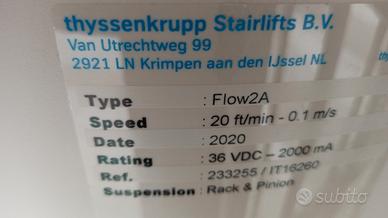 thyssenkrupp Stairlifts B.V.
Van Utrechtweg 99
2921 LN Krimpen aan den IJssel NL
Type : Flow2A
Speed : 20 ft/min - 0.1 m/s
Date : 2020
Rating : 36 VDC – 2000 mA
Ref. : 233255 / IT16260
Suspension : Rack & Pinion
subito